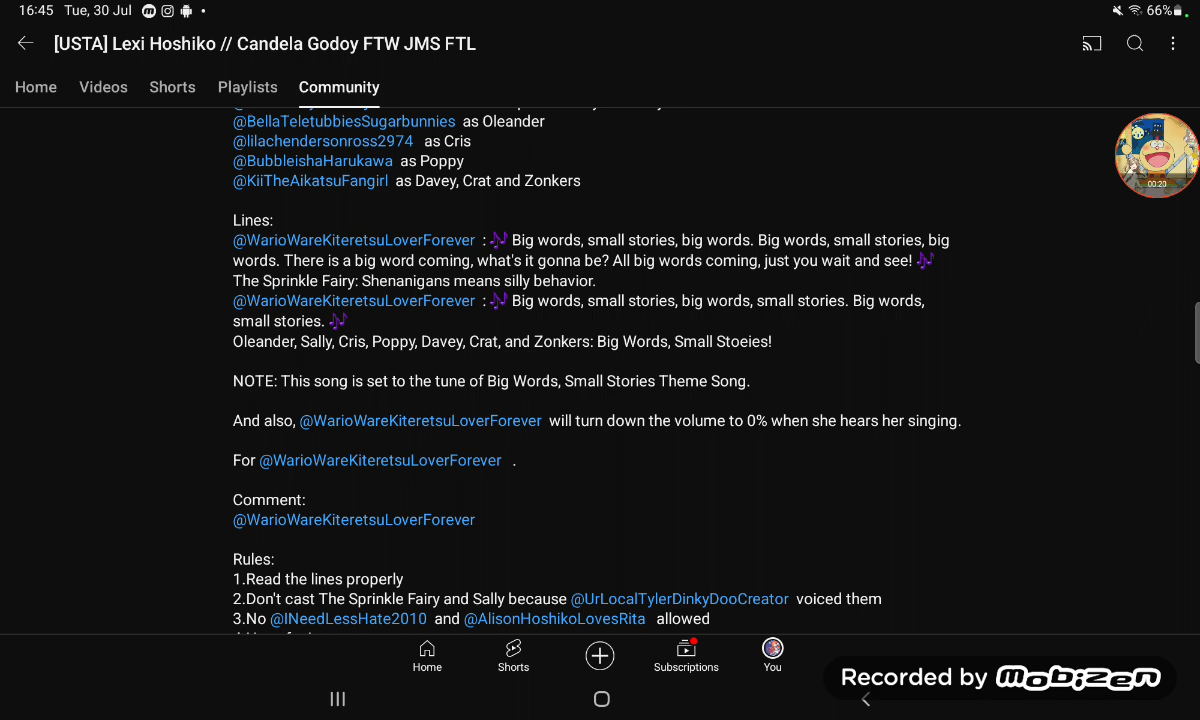 16:45 Tue, 30 Jul
66%
[USTA] Lexi Hoshiko // Candela Godoy FTW JMS FTL
Home Videos Shorts Playlists Community
@BellaTeletubbiesSugarbunnies as Oleander
@lilachendersonross2974 as Cris
@BubbleishaHarukawa as Poppy
@KiiTheAikatsuFangirl as Davey, Crat and Zonkers
Lines:
@WarioWareKiteretsuLoverForever : 🎶 Big words, small stories, big words. Big words, small stories, big
words. There is a big word coming, what's it gonna be? All big words coming, just you wait and see! 🎶
The Sprinkle Fairy: Shenanigans means silly behavior.
@WarioWareKiteretsuLoverForever : 🎶 Big words, small stories, big words, small stories. Big words,
small stories. 🎶
Oleander, Sally, Cris, Poppy, Davey, Crat, and Zonkers: Big Words, Small Stoeies!
NOTE: This song is set to the tune of Big Words, Small Stories Theme Song.
And also, @WarioWareKiteretsuLoverForever will turn down the volume to 0% when she hears her singing.
For @WarioWareKiteretsuLoverForever .
Comment:
@WarioWareKiteretsuLoverForever
Rules:
1.Read the lines properly
2.Don't cast The Sprinkle Fairy and Sally because @UrLocalTylerDinkyDooCreator voiced them
3.No @INeedLessHate2010 and @AlisonHoshikoLovesRita allowed
00:20
Home Shorts Subscriptions You
Recorded by mobizen